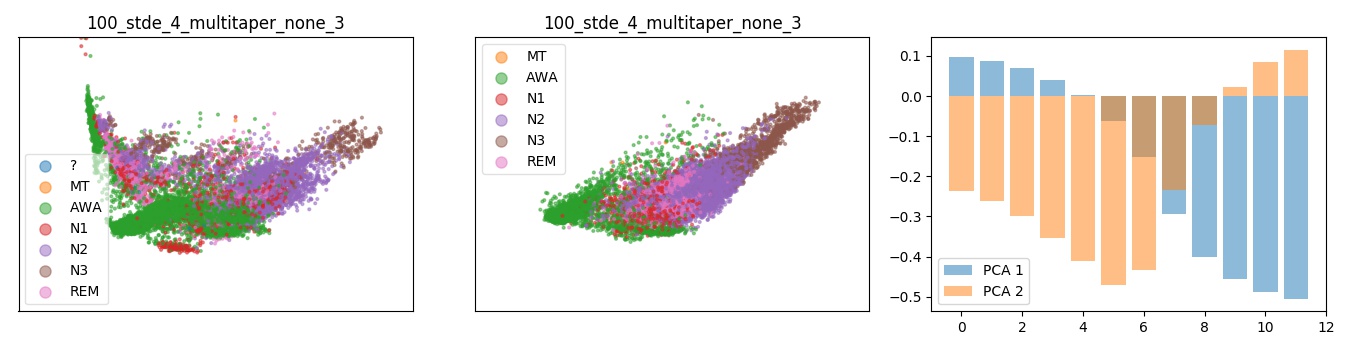 100_stde_4_multitaper_none_3
?
MT
AWA
N1
N2
N3
REM
100_stde_4_multitaper_none_3
MT
AWA
N1
N2
N3
REM
0.1
0.0
−0.1
−0.2
−0.3
−0.4
−0.5
PCA 1
PCA 2
0 2 4 6 8 10 12